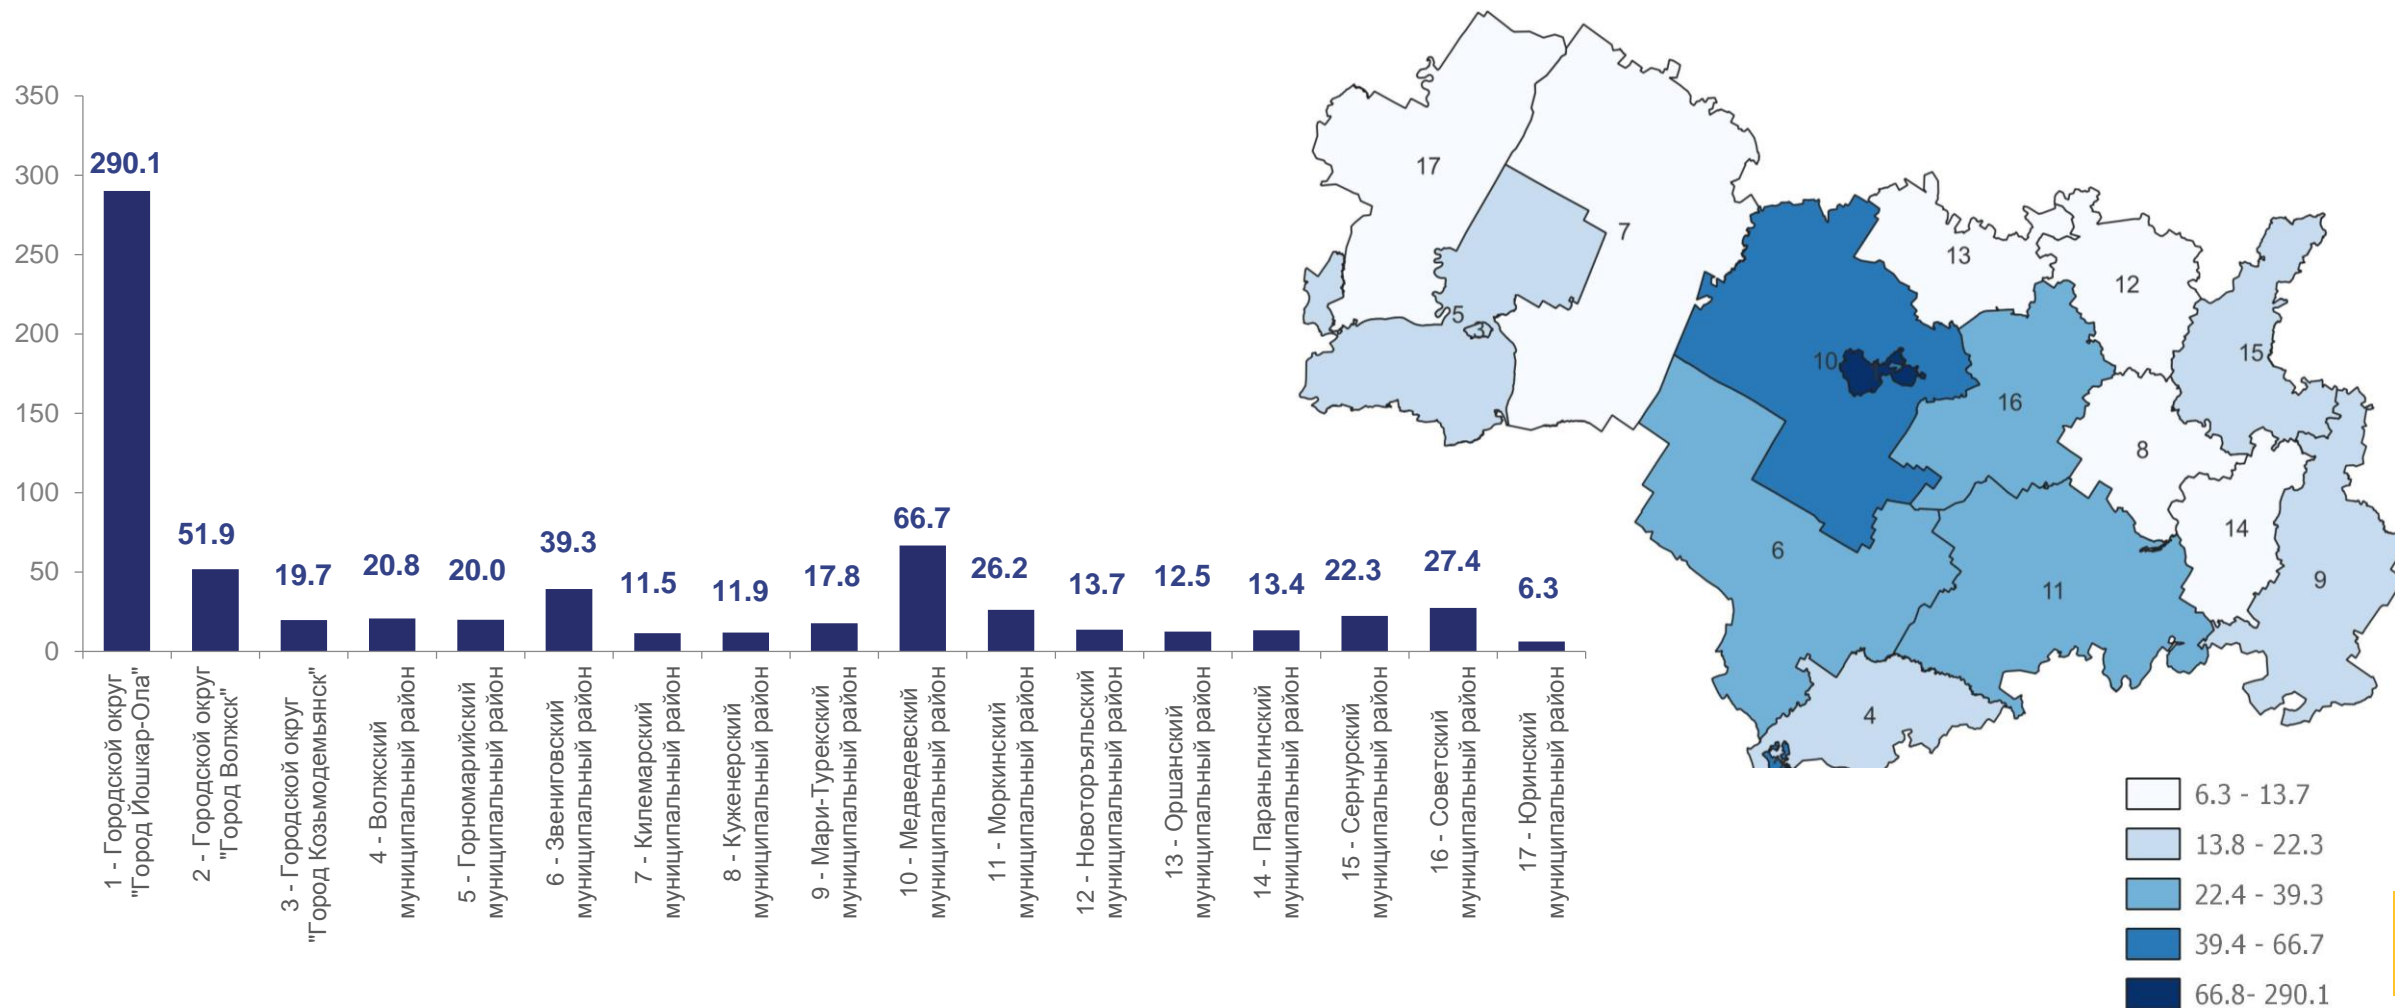 350
300
250
200
150
100
50
0
290.1
51.9
19.7
20.8
20.0
39.3
11.5
11.9
17.8
66.7
26.2
13.7
12.5
13.4
22.3
27.4
6.3
1 - Городской округ
"Город Йошкар-Ола"
2 - Городской округ
"Город Волжск"
3 - Городской округ
"Город Козьмодемьянск"
4 - Волжский
муниципальный район
5 - Горномарийский
муниципальный район
6 - Звениговский
муниципальный район
7 - Килемарский
муниципальный район
8 - Куженерский
муниципальный район
9 - Мари-Турекский
муниципальный район
10 - Медведевский
муниципальный район
11 - Моркинский
муниципальный район
12 - Новоторъяльский
муниципальный район
13 - Оршанский
муниципальный район
14 - Параньгинский
муниципальный район
15 - Сернурский
муниципальный район
16 - Советский
муниципальный район
17 - Юринский
муниципальный район
17
7
13
12
5
3
10
15
16
8
14
6
11
9
4
6.3 - 13.7
13.8 - 22.3
22.4 - 39.3
39.4 - 66.7
66.8- 290.1